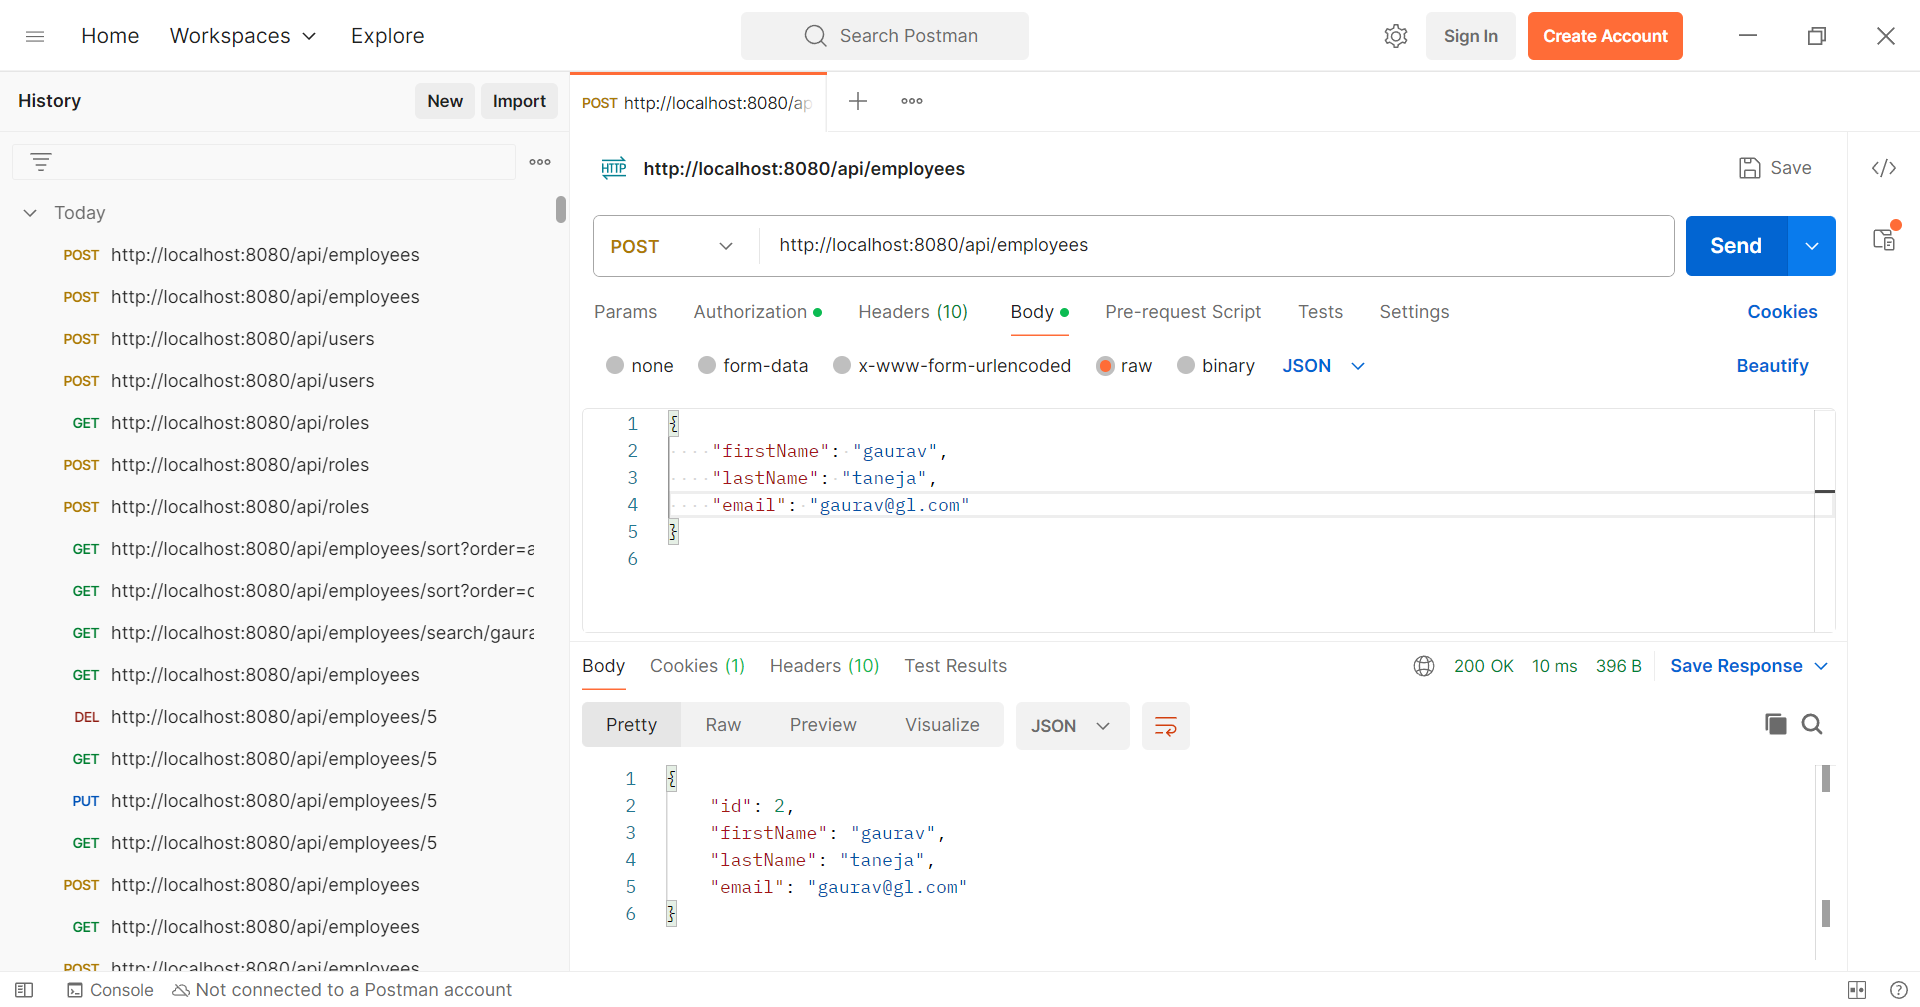 Home Workspaces Explore Search Postman Sign In Create Account
History New Import
POST http://localhost:8080/ap
HTTP http://localhost:8080/api/employees Save </>
Today
POST http://localhost:8080/api/employees
POST http://localhost:8080/api/employees
POST http://localhost:8080/api/users
POST http://localhost:8080/api/users
GET http://localhost:8080/api/roles
POST http://localhost:8080/api/roles
POST http://localhost:8080/api/roles
GET http://localhost:8080/api/employees/sort?order=a
GET http://localhost:8080/api/employees/sort?order=
GET http://localhost:8080/api/employees/search/gaura
GET http://localhost:8080/api/employees
DEL http://localhost:8080/api/employees/5
GET http://localhost:8080/api/employees/5
PUT http://localhost:8080/api/employees/5
GET http://localhost:8080/api/employees/5
POST http://localhost:8080/api/employees
GET http://localhost:8080/api/employees
POST http://localhost:8080/api/employees
POST http://localhost:8080/api/employees Send
Params Authorization Headers (10) Body Pre-request Script Tests Settings Cookies
none form-data x-www-form-urlencoded raw binary JSON Beautify
1 {
2 "firstName": "gaurav",
3 "lastName": "taneja",
4 "email": "gaurav@gl.com"
5 }
6
Body Cookies (1) Headers (10) Test Results 200 OK 10 ms 396 B Save Response
Pretty Raw Preview Visualize JSON
1 {
2 "id": 2,
3 "firstName": "gaurav",
4 "lastName": "taneja",
5 "email": "gaurav@gl.com"
6 }
Console Not connected to a Postman account